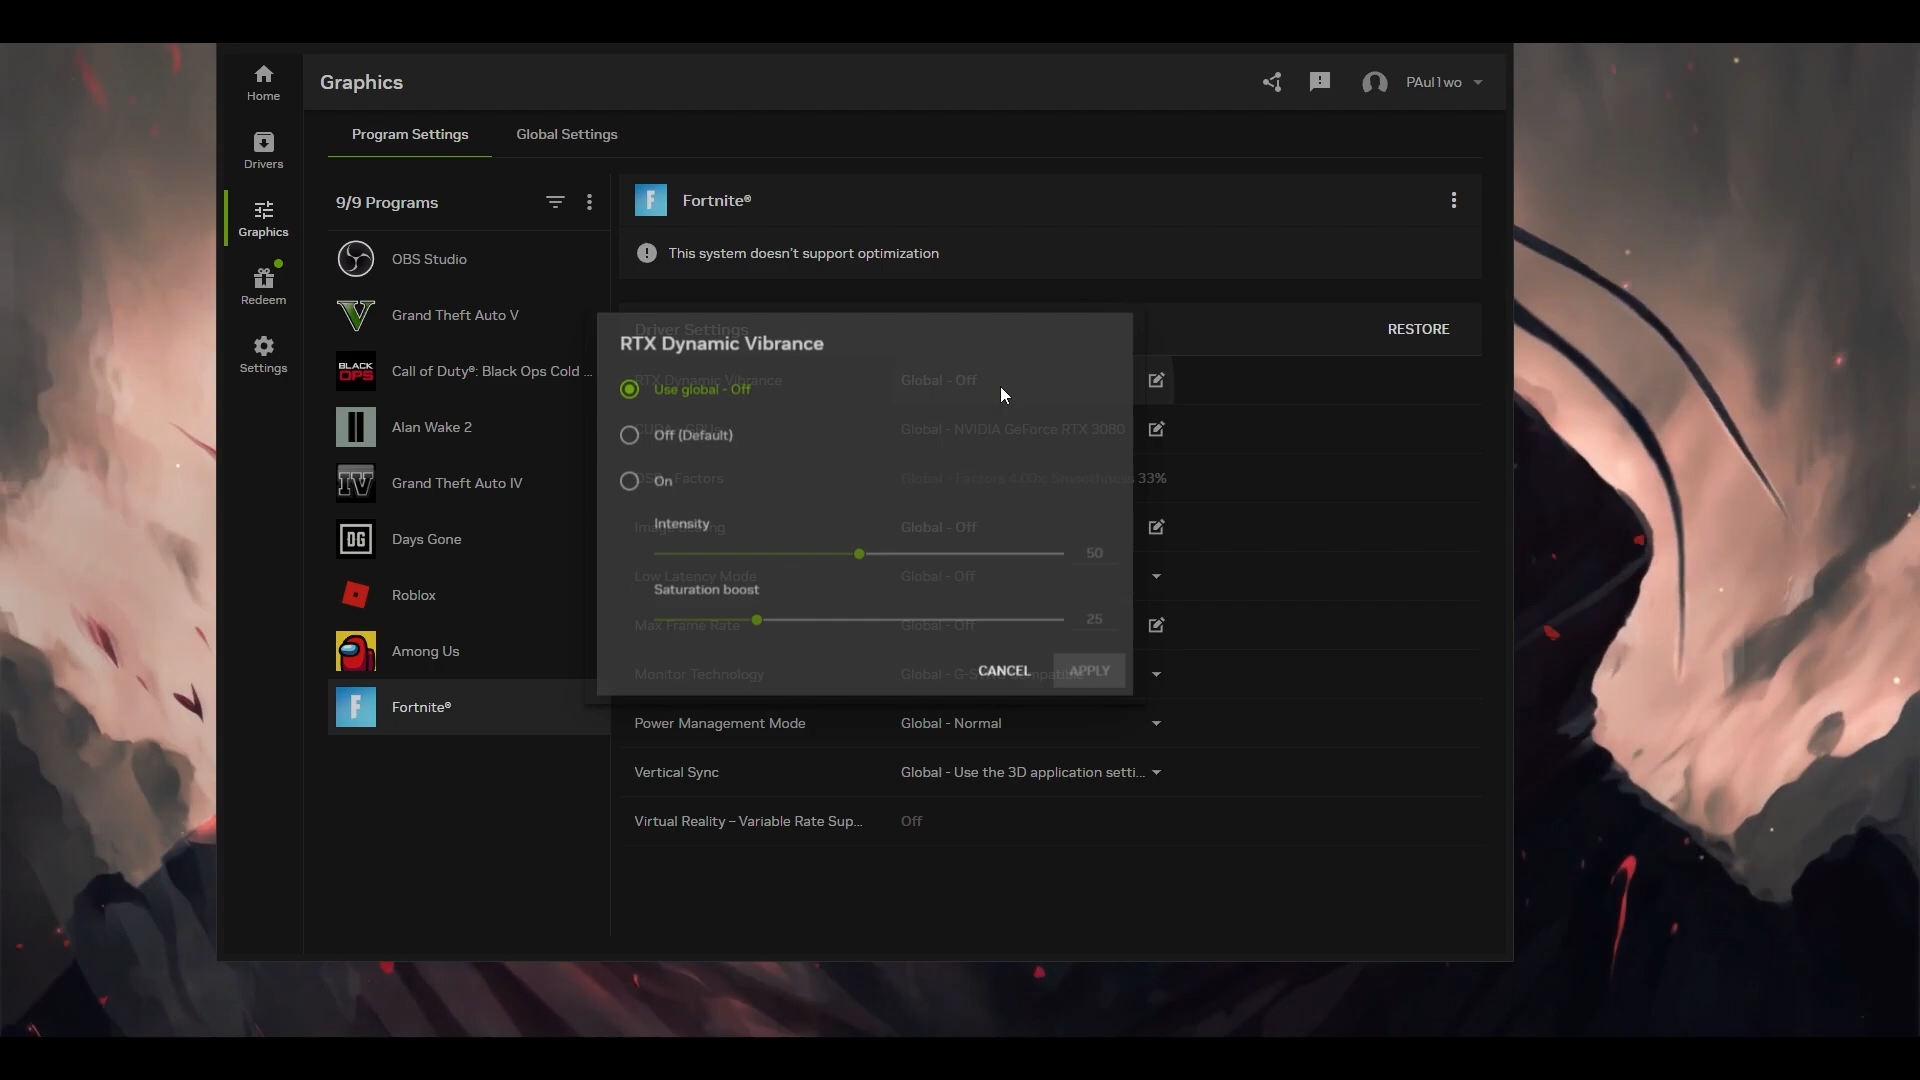 Home
Drivers
Graphics
Redeem
Settings
Graphics
PAul1wo
Program Settings
Global Settings
9/9 Programs
OBS Studio
Grand Theft Auto V
BLACK OPS
Call of Duty®: Black Ops Cold ...
Alan Wake 2
IV
Grand Theft Auto IV
DG
Days Gone
Roblox
Among Us
F
Fortnite®
F
Fortnite®
This system doesn't support optimization
Driver Settings
RESTORE
RTX Dynamic Vibrance
RTX Dynamic Vibrance
Global - Off
Use global - Off
Off (Default)
Global - NVIDIA GeForce RTX 3080
Factors
Global - Factors 4.00x Smoothness 33%
On
Intensity
Global - Off
50
Low Latency Mode
Global - Off
Saturation boost
25
Max Frame Rate
Global - Off
CANCEL
APPLY
Monitor Technology
Power Management Mode
Global - Normal
Vertical Sync
Global - Use the 3D application setti...
Virtual Reality – Variable Rate Sup...
Off